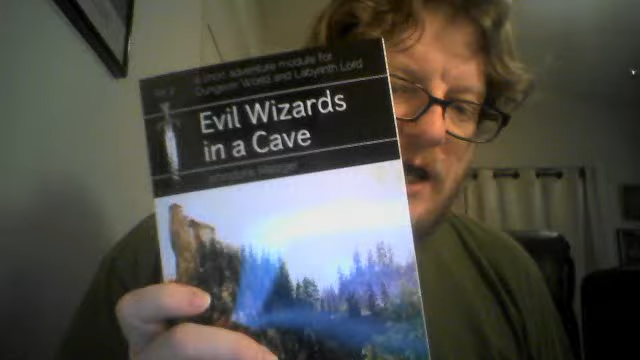 a short adventure module for
Dungeon World and Labyrinth Lord
Evil Wizards
in a Cave